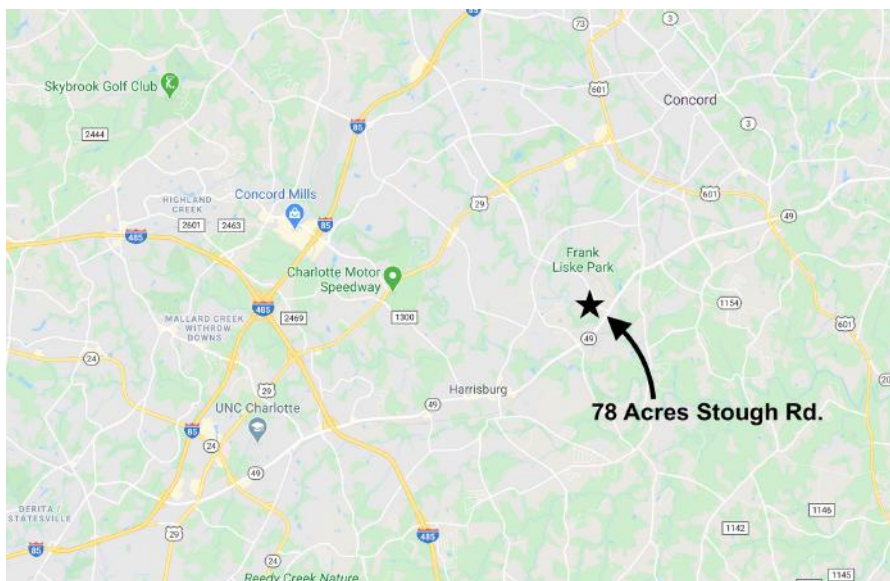 85
3
Skybrook Golf Club
601
Concord
3
2444
29
601
HIGHLAND
CREEK
Concord Mills
2601
2463
85
29
49
485
Frank
Liske Park
Charlotte Motor
Speedway
1154
MALLARD CREEK
WITHROW
DOWNS
485
2469
1300
601
49
24
29
Harrisburg
49
20
UNC Charlotte
78 Acres Stough Rd.
85
24
49
DERITA /
STATESVILLE
1146
29
485
1142
85
24
Reedy Creek Nature
1145